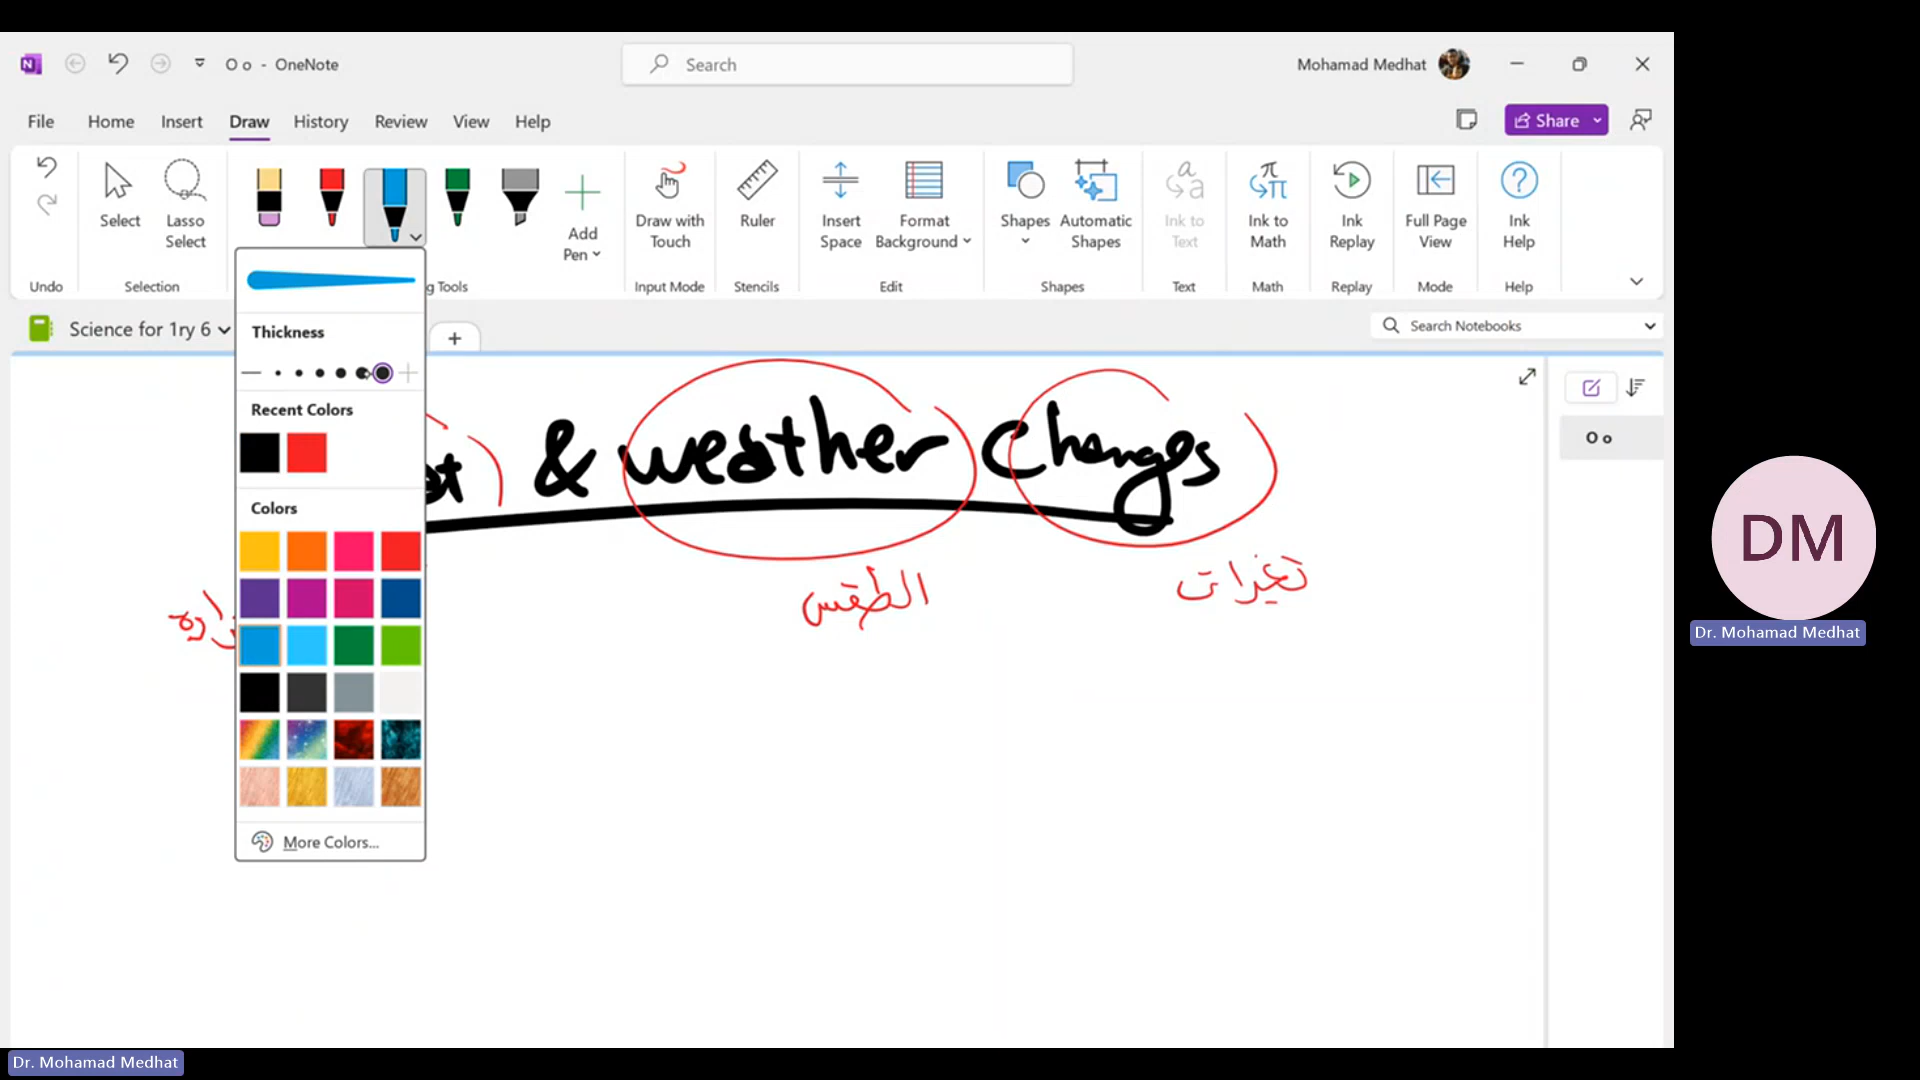 O o - OneNote
Search
Mohamad Medhat
File Home Insert Draw History Review View Help
Share
Select
Lasso Select
Add Pen
Draw with Touch
Ruler
Insert Space
Format Background
Shapes
Automatic Shapes
Ink to Text
Ink to Math
Ink Replay
Full Page View
Ink Help
Undo Selection g Tools Input Mode Stencils Edit Shapes Text Math Replay Mode Help
Science for 1ry 6
Search Notebooks
Thickness
Recent Colors
Colors
More Colors...
& weather Changes
الطقس
تغيرات
O o
DM
Dr. Mohamad Medhat
Dr. Mohamad Medhat